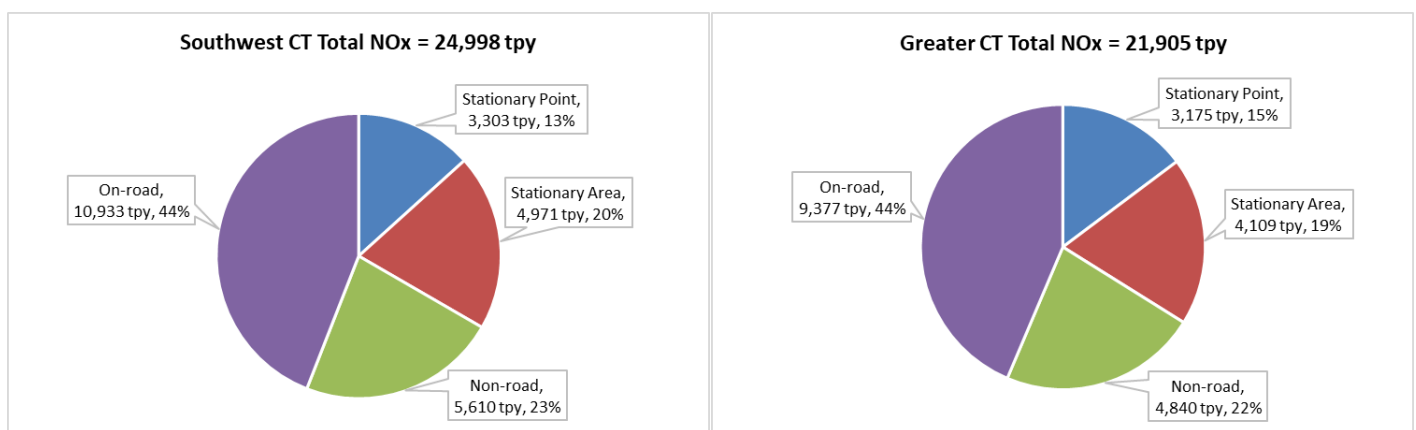 Southwest CT Total NOx = 24,998 tpy
Stationary Point,
3,303 tpy, 13%
Stationary Area,
4,971 tpy, 20%
Non-road,
5,610 tpy, 23%
On-road,
10,933 tpy, 44%
Greater CT Total NOx = 21,905 tpy
Stationary Point,
3,175 tpy, 15%
Stationary Area,
4,109 tpy, 19%
Non-road,
4,840 tpy, 22%
On-road,
9,377 tpy, 44%